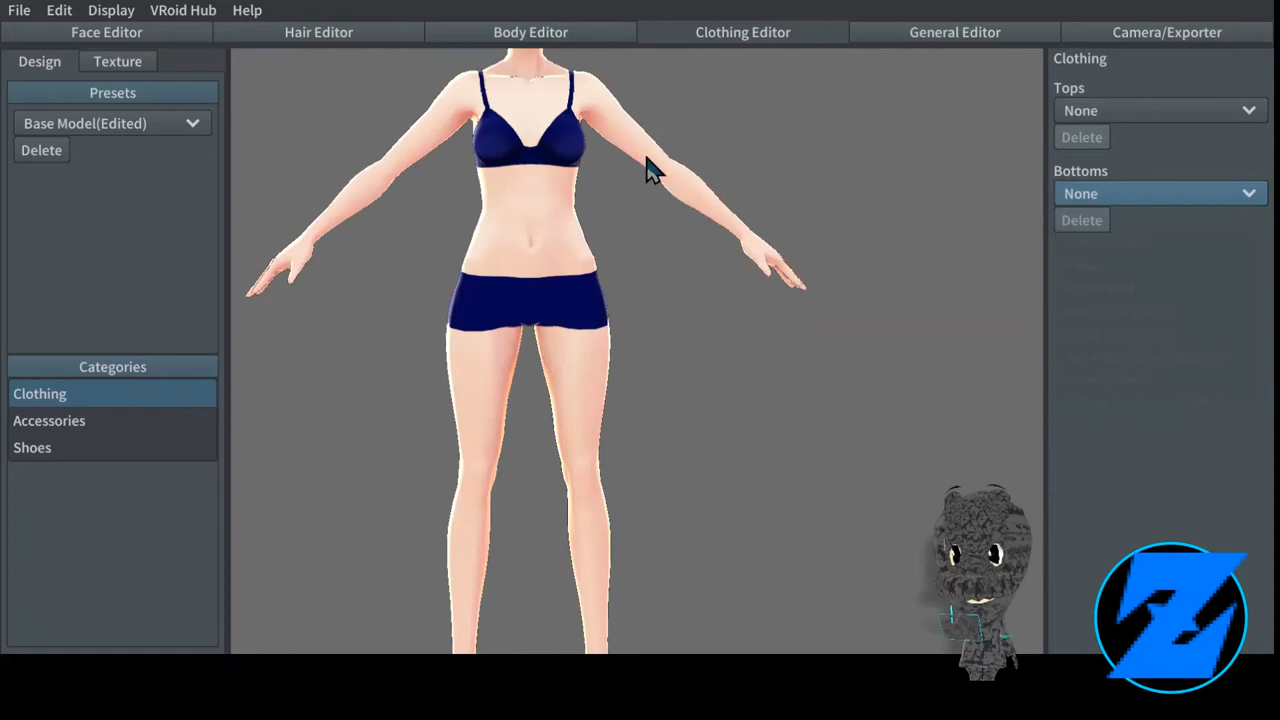 File Edit Display VRoid Hub Help
Face Editor Hair Editor Body Editor Clothing Editor General Editor Camera/Exporter
Design Texture
Presets
Base Model(Edited)
Delete
Categories
Clothing
Accessories
Shoes
Clothing
Tops
None
Delete
Bottoms
None
Delete
Z